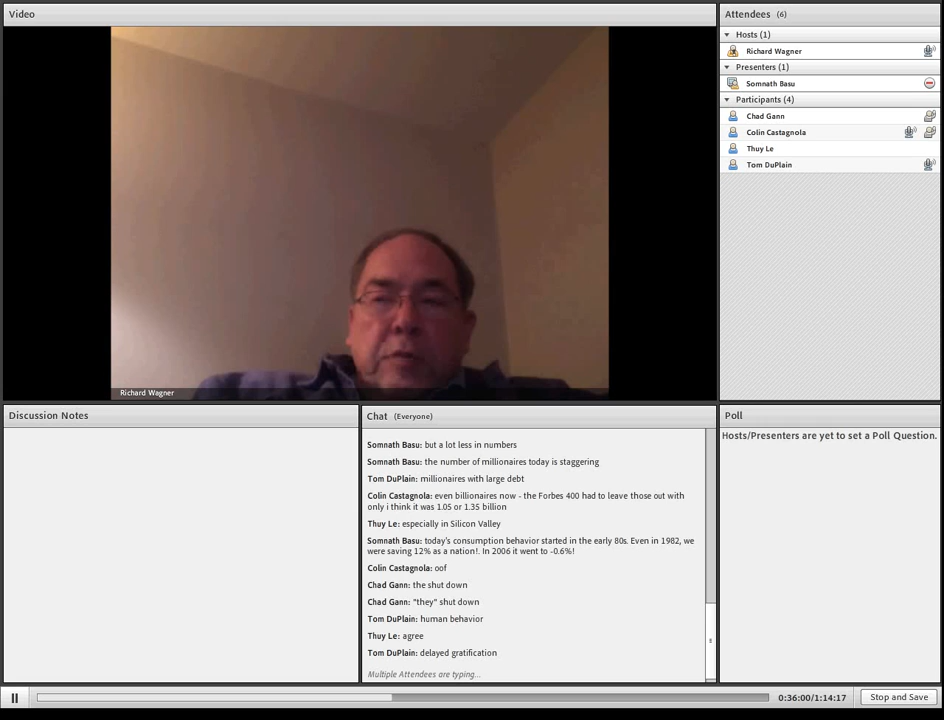 Video
Richard Wagner
Attendees (6)
Hosts (1)
Richard Wagner
Presenters (1)
Somnath Basu
Participants (4)
Chad Gann
Colin Castagnola
Thuy Le
Tom DuPlain
Discussion Notes
Chat (Everyone)
Somnath Basu: but a lot less in numbers
Somnath Basu: the number of millionaires today is staggering
Tom DuPlain: millionaires with large debt
Colin Castagnola: even billionaires now - the Forbes 400 had to leave those out with
only i think it was 1.05 or 1.35 billion
Thuy Le: especially in Silicon Valley
Somnath Basu: today's consumption behavior started in the early 80s. Even in 1982, we
were saving 12% as a nation!. In 2006 it went to -0.6%!
Colin Castagnola: oof
Chad Gann: the shut down
Chad Gann: "they" shut down
Tom DuPlain: human behavior
Thuy Le: agree
Tom DuPlain: delayed gratification
Multiple Attendees are typing...
Poll
Hosts/Presenters are yet to set a Poll Question.
0:36:00/1:14:17
Stop and Save